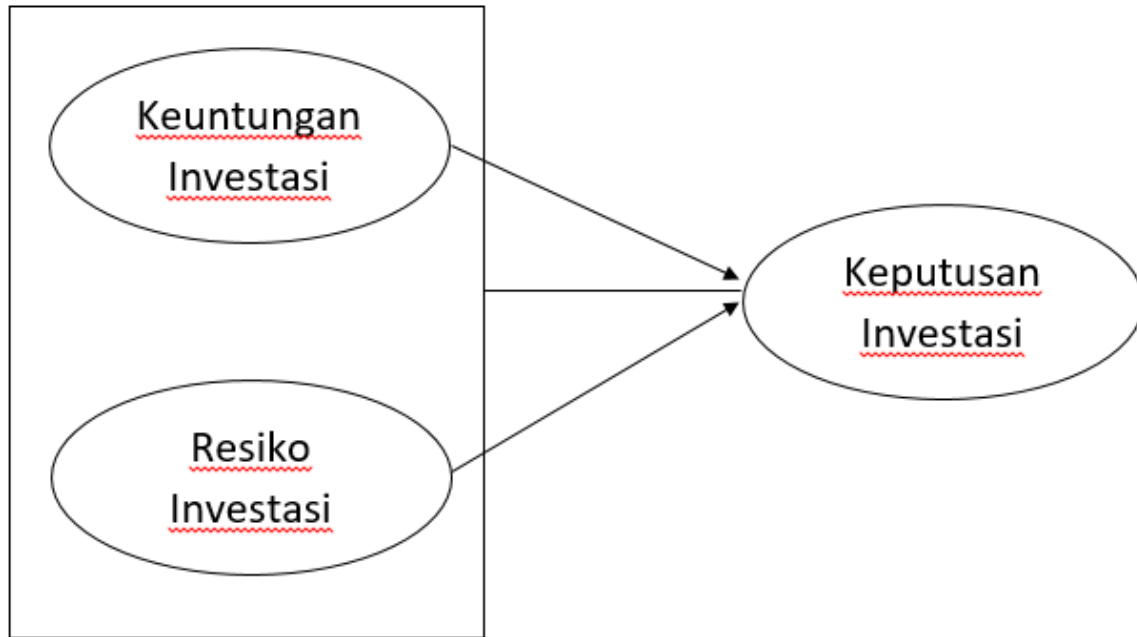 Keuntungan
Investasi
Keputusan
Investasi
Resiko
Investasi